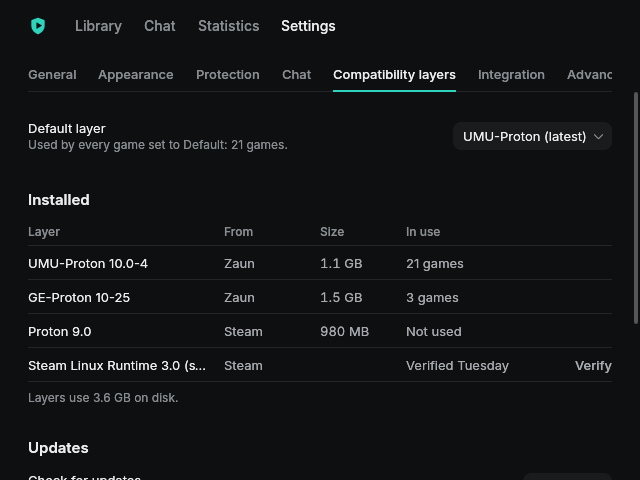 Library Chat Statistics Settings
General Appearance Protection Chat Compatibility layers Integration Advanc
Default layer
Used by every game set to Default: 21 games.
UMU-Proton (latest)
Installed
Layer From Size In use
UMU-Proton 10.0-4 Zaun 1.1 GB 21 games
GE-Proton 10-25 Zaun 1.5 GB 3 games
Proton 9.0 Steam 980 MB Not used
Steam Linux Runtime 3.0 (s... Steam Verified Tuesday Verify
Layers use 3.6 GB on disk.
Updates
Check for updates